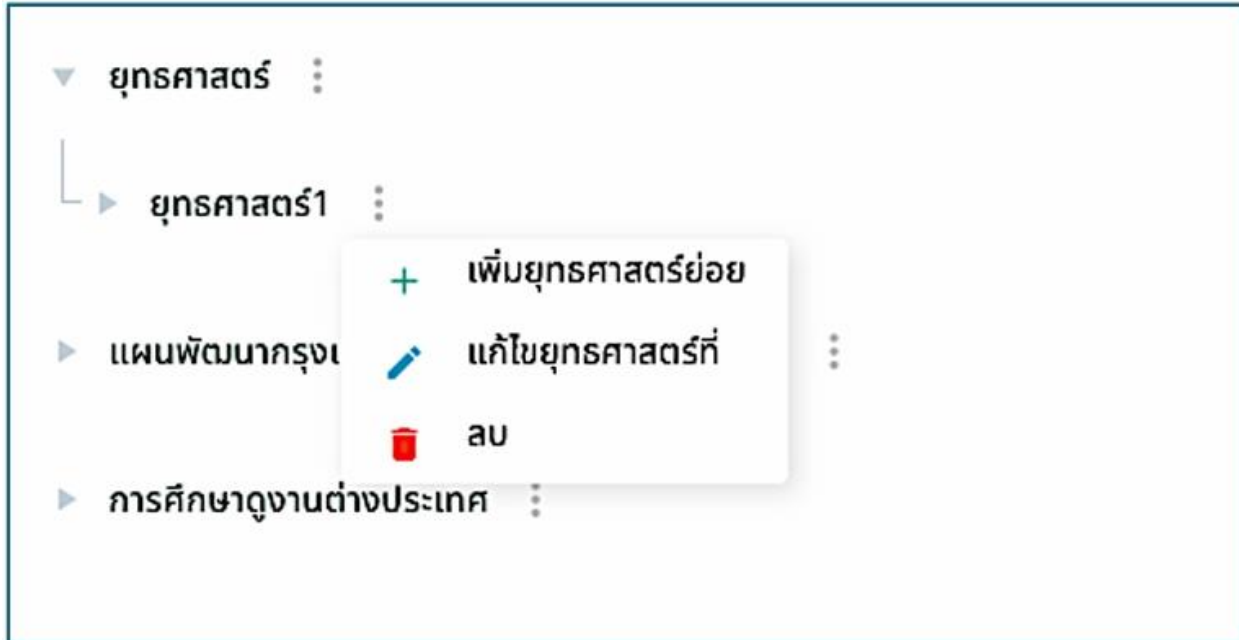 ยุทธศาสตร์
ยุทธศาสตร์1
เพิ่มยุทธศาสตร์ย่อย
แก้ไขยุทธศาสตร์ที่
ลบ
แผนพัฒนากรุงเ
การศึกษาดูงานต่างประเทศ